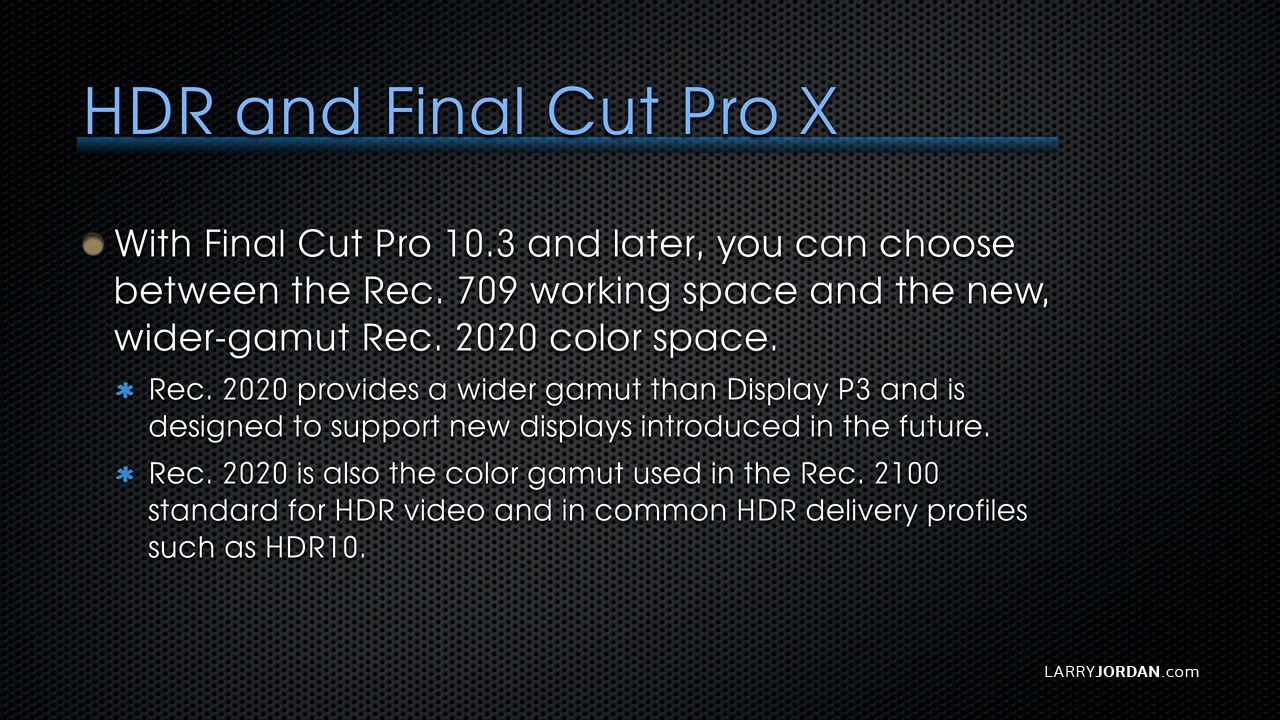 HDR and Final Cut Pro X
With Final Cut Pro 10.3 and later, you can choose
between the Rec. 709 working space and the new,
wider-gamut Rec. 2020 color space.
Rec. 2020 provides a wider gamut than Display P3 and is
designed to support new displays introduced in the future.
Rec. 2020 is also the color gamut used in the Rec. 2100
standard for HDR video and in common HDR delivery profiles
such as HDR10.
LARRYJORDAN.com